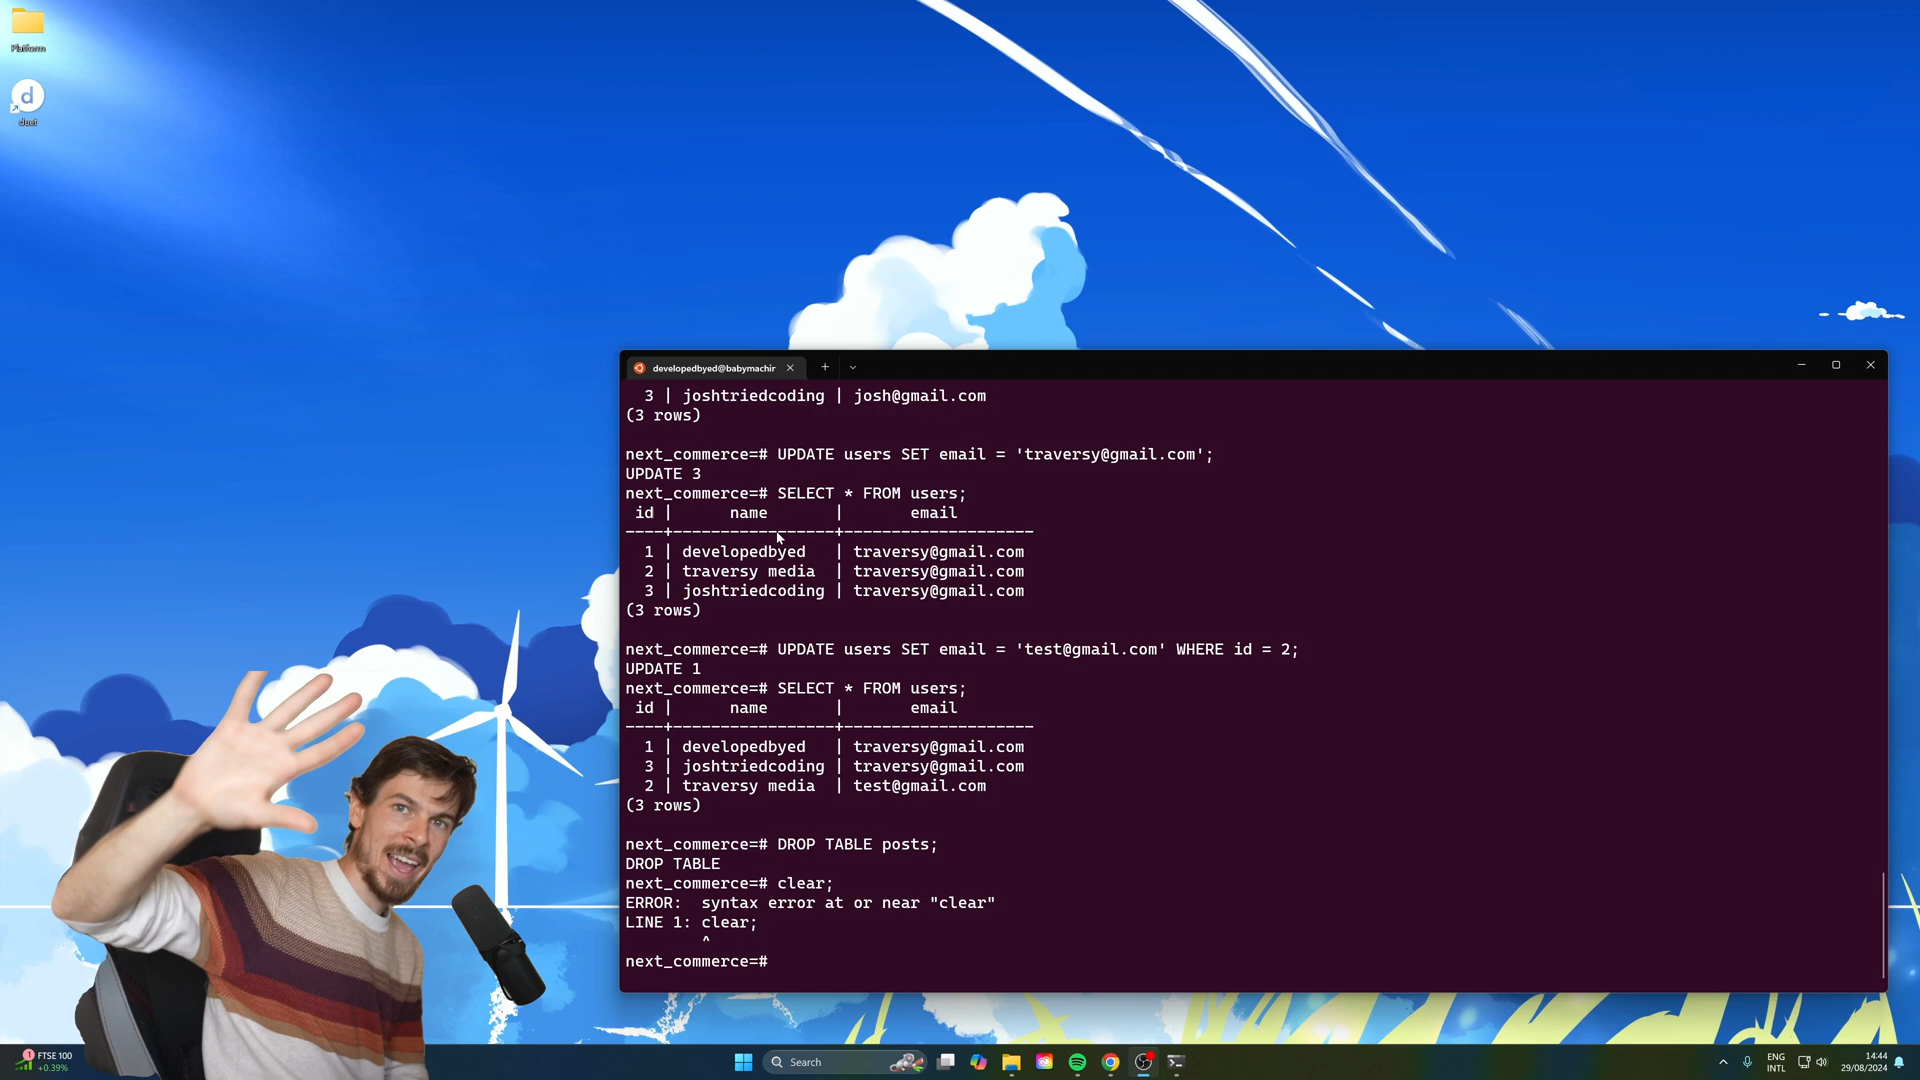 Platform
d
duet
developedbyed@babymachir
3 | joshtriedcoding | josh@gmail.com
(3 rows)
next_commerce=# UPDATE users SET email = 'traversy@gmail.com';
UPDATE 3
next_commerce=# SELECT * FROM users;
id | name | email
----+-----------------+--------------------
1 | developedbyed | traversy@gmail.com
2 | traversy media | traversy@gmail.com
3 | joshtriedcoding | traversy@gmail.com
(3 rows)
next_commerce=# UPDATE users SET email = 'test@gmail.com' WHERE id = 2;
UPDATE 1
next_commerce=# SELECT * FROM users;
id | name | email
----+-----------------+--------------------
1 | developedbyed | traversy@gmail.com
3 | joshtriedcoding | traversy@gmail.com
2 | traversy media | test@gmail.com
(3 rows)
next_commerce=# DROP TABLE posts;
DROP TABLE
next_commerce=# clear;
ERROR:  syntax error at or near "clear"
LINE 1: clear;
^
next_commerce=#
1
FTSE 100
+0.39%
Search
ENG
INTL
14:44
29/08/2024